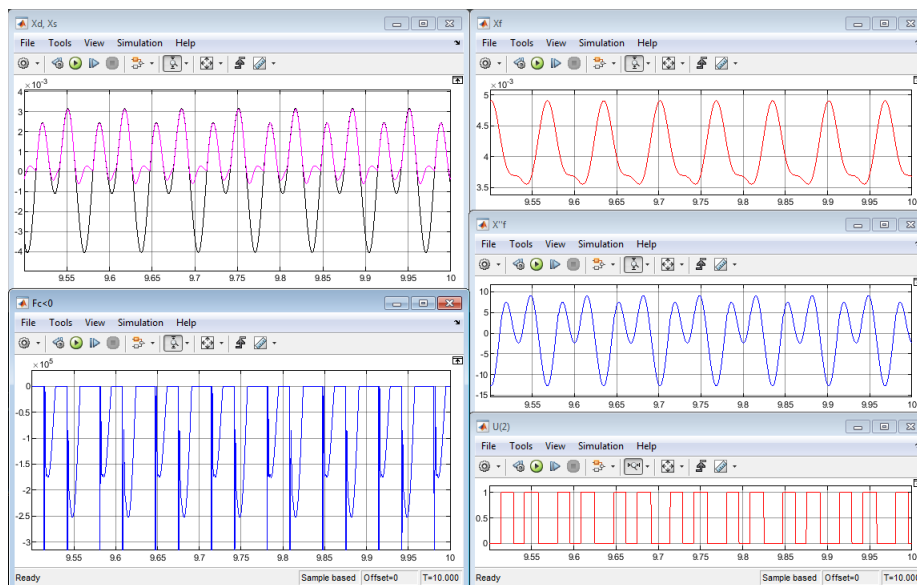 Xd, Xs
File Tools View Simulation Help
×10^-3
4
3
2
1
0
-1
-2
-3
-4
9.55 9.6 9.65 9.7 9.75 9.8 9.85 9.9 9.95 10
Fc<0
File Tools View Simulation Help
×10^5
0
-0.5
-1
-1.5
-2
-2.5
-3
9.55 9.6 9.65 9.7 9.75 9.8 9.85 9.9 9.95 10
Ready Sample based Offset=0 T=10.000
Xf
File Tools View Simulation Help
×10^-3
5
4.5
4
3.5
9.55 9.6 9.65 9.7 9.75 9.8 9.85 9.9 9.95 10
X"f
File Tools View Simulation Help
10
5
0
-5
-10
-15
9.55 9.6 9.65 9.7 9.75 9.8 9.85 9.9 9.95 10
U(2)
File Tools View Simulation Help
1
0.5
0
9.55 9.6 9.65 9.7 9.75 9.8 9.85 9.9 9.95 10
Ready Sample based Offset=0 T=10.000